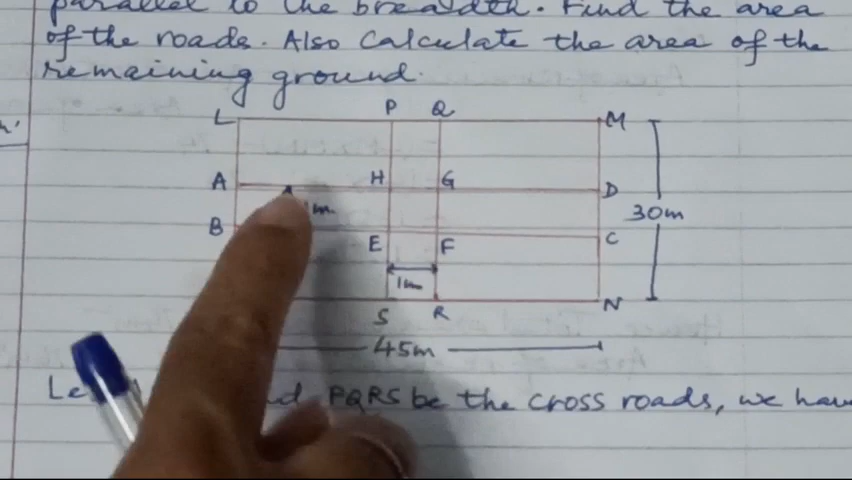 parallel to the breadth. Find the area
of the roads. Also Calculate the area of the
remaining ground.
L P Q M
A H G D
1m
30m
B E F C
1m
S R N
45m
PQRS be the cross roads, we have